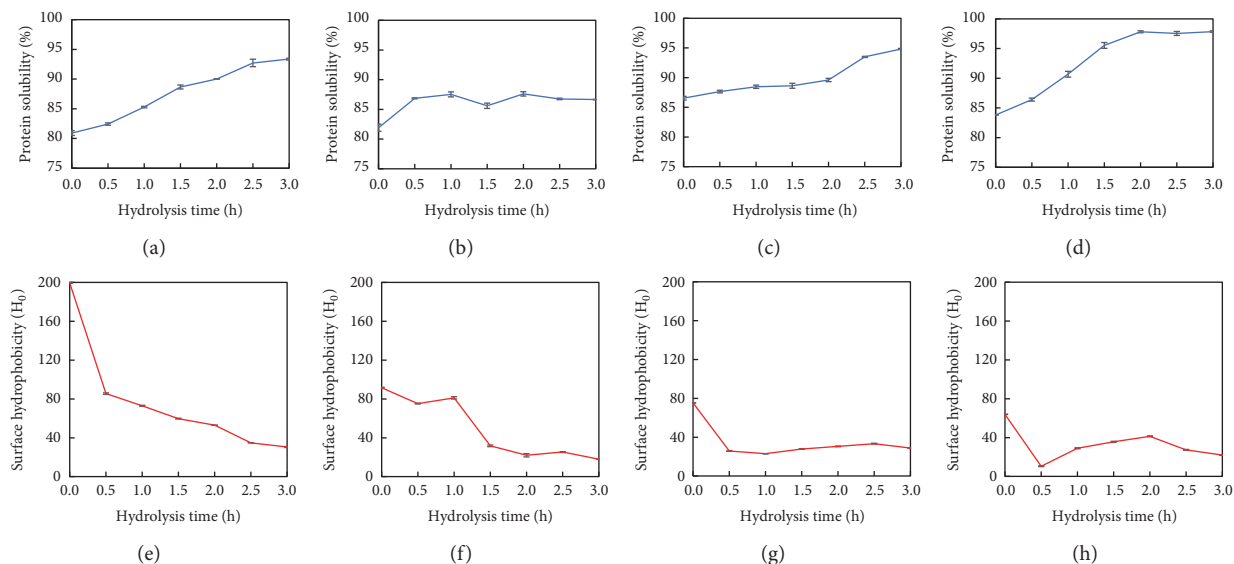 Protein solubility (%)
100
95
90
85
80
75
0.0 0.5 1.0 1.5 2.0 2.5 3.0
Hydrolysis time (h)
(a)
Protein solubility (%)
100
95
90
85
80
75
0.0 0.5 1.0 1.5 2.0 2.5 3.0
Hydrolysis time (h)
(b)
Protein solubility (%)
100
95
90
85
80
75
0.0 0.5 1.0 1.5 2.0 2.5 3.0
Hydrolysis time (h)
(c)
Protein solubility (%)
100
95
90
85
80
75
0.0 0.5 1.0 1.5 2.0 2.5 3.0
Hydrolysis time (h)
(d)
Surface hydrophobicity (H₀)
200
160
120
80
40
0
0.0 0.5 1.0 1.5 2.0 2.5 3.0
Hydrolysis time (h)
(e)
Surface hydrophobicity (H₀)
200
160
120
80
40
0
0.0 0.5 1.0 1.5 2.0 2.5 3.0
Hydrolysis time (h)
(f)
Surface hydrophobicity (H₀)
200
160
120
80
40
0
0.0 0.5 1.0 1.5 2.0 2.5 3.0
Hydrolysis time (h)
(g)
Surface hydrophobicity (H₀)
200
160
120
80
40
0
0.0 0.5 1.0 1.5 2.0 2.5 3.0
Hydrolysis time (h)
(h)